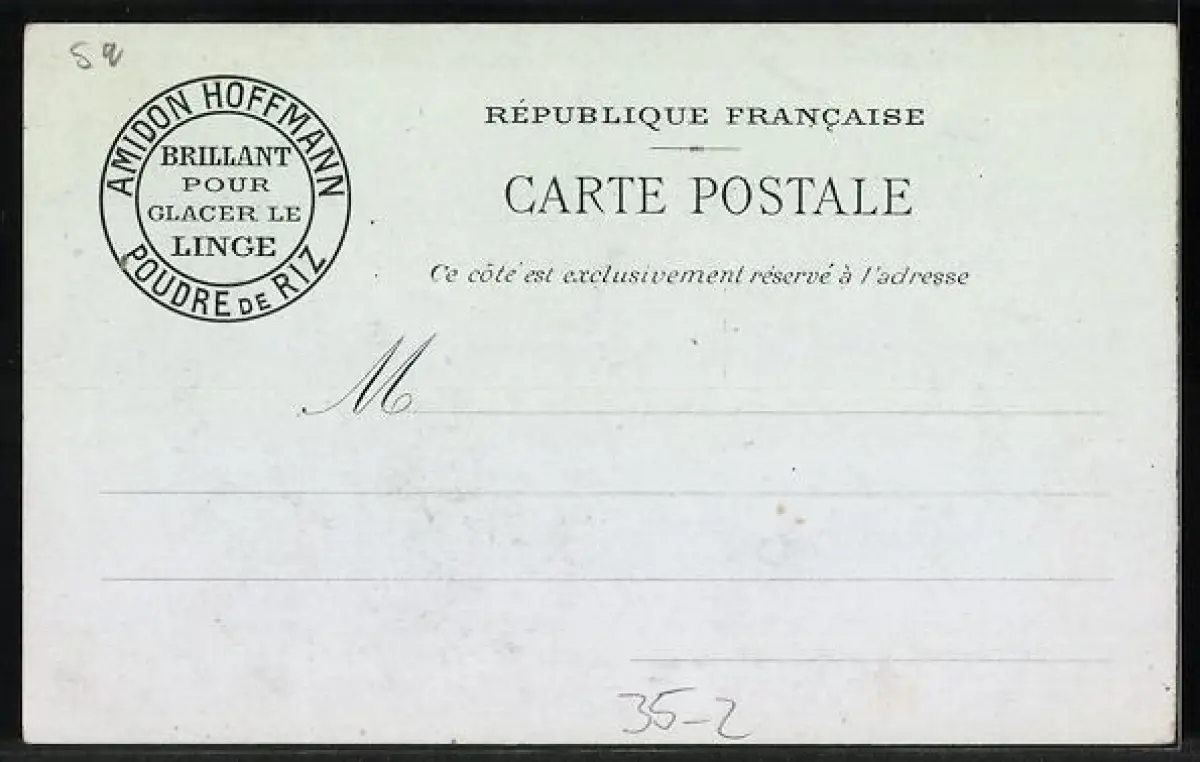 AMIDON HOFFMANN
BRILLANT
POUR
GLACER LE
LINGE
POUDRE DE RIZ
RÉPUBLIQUE FRANÇAISE
CARTE POSTALE
Ce côté est exclusivement réservé à l'adresse
M
35-2